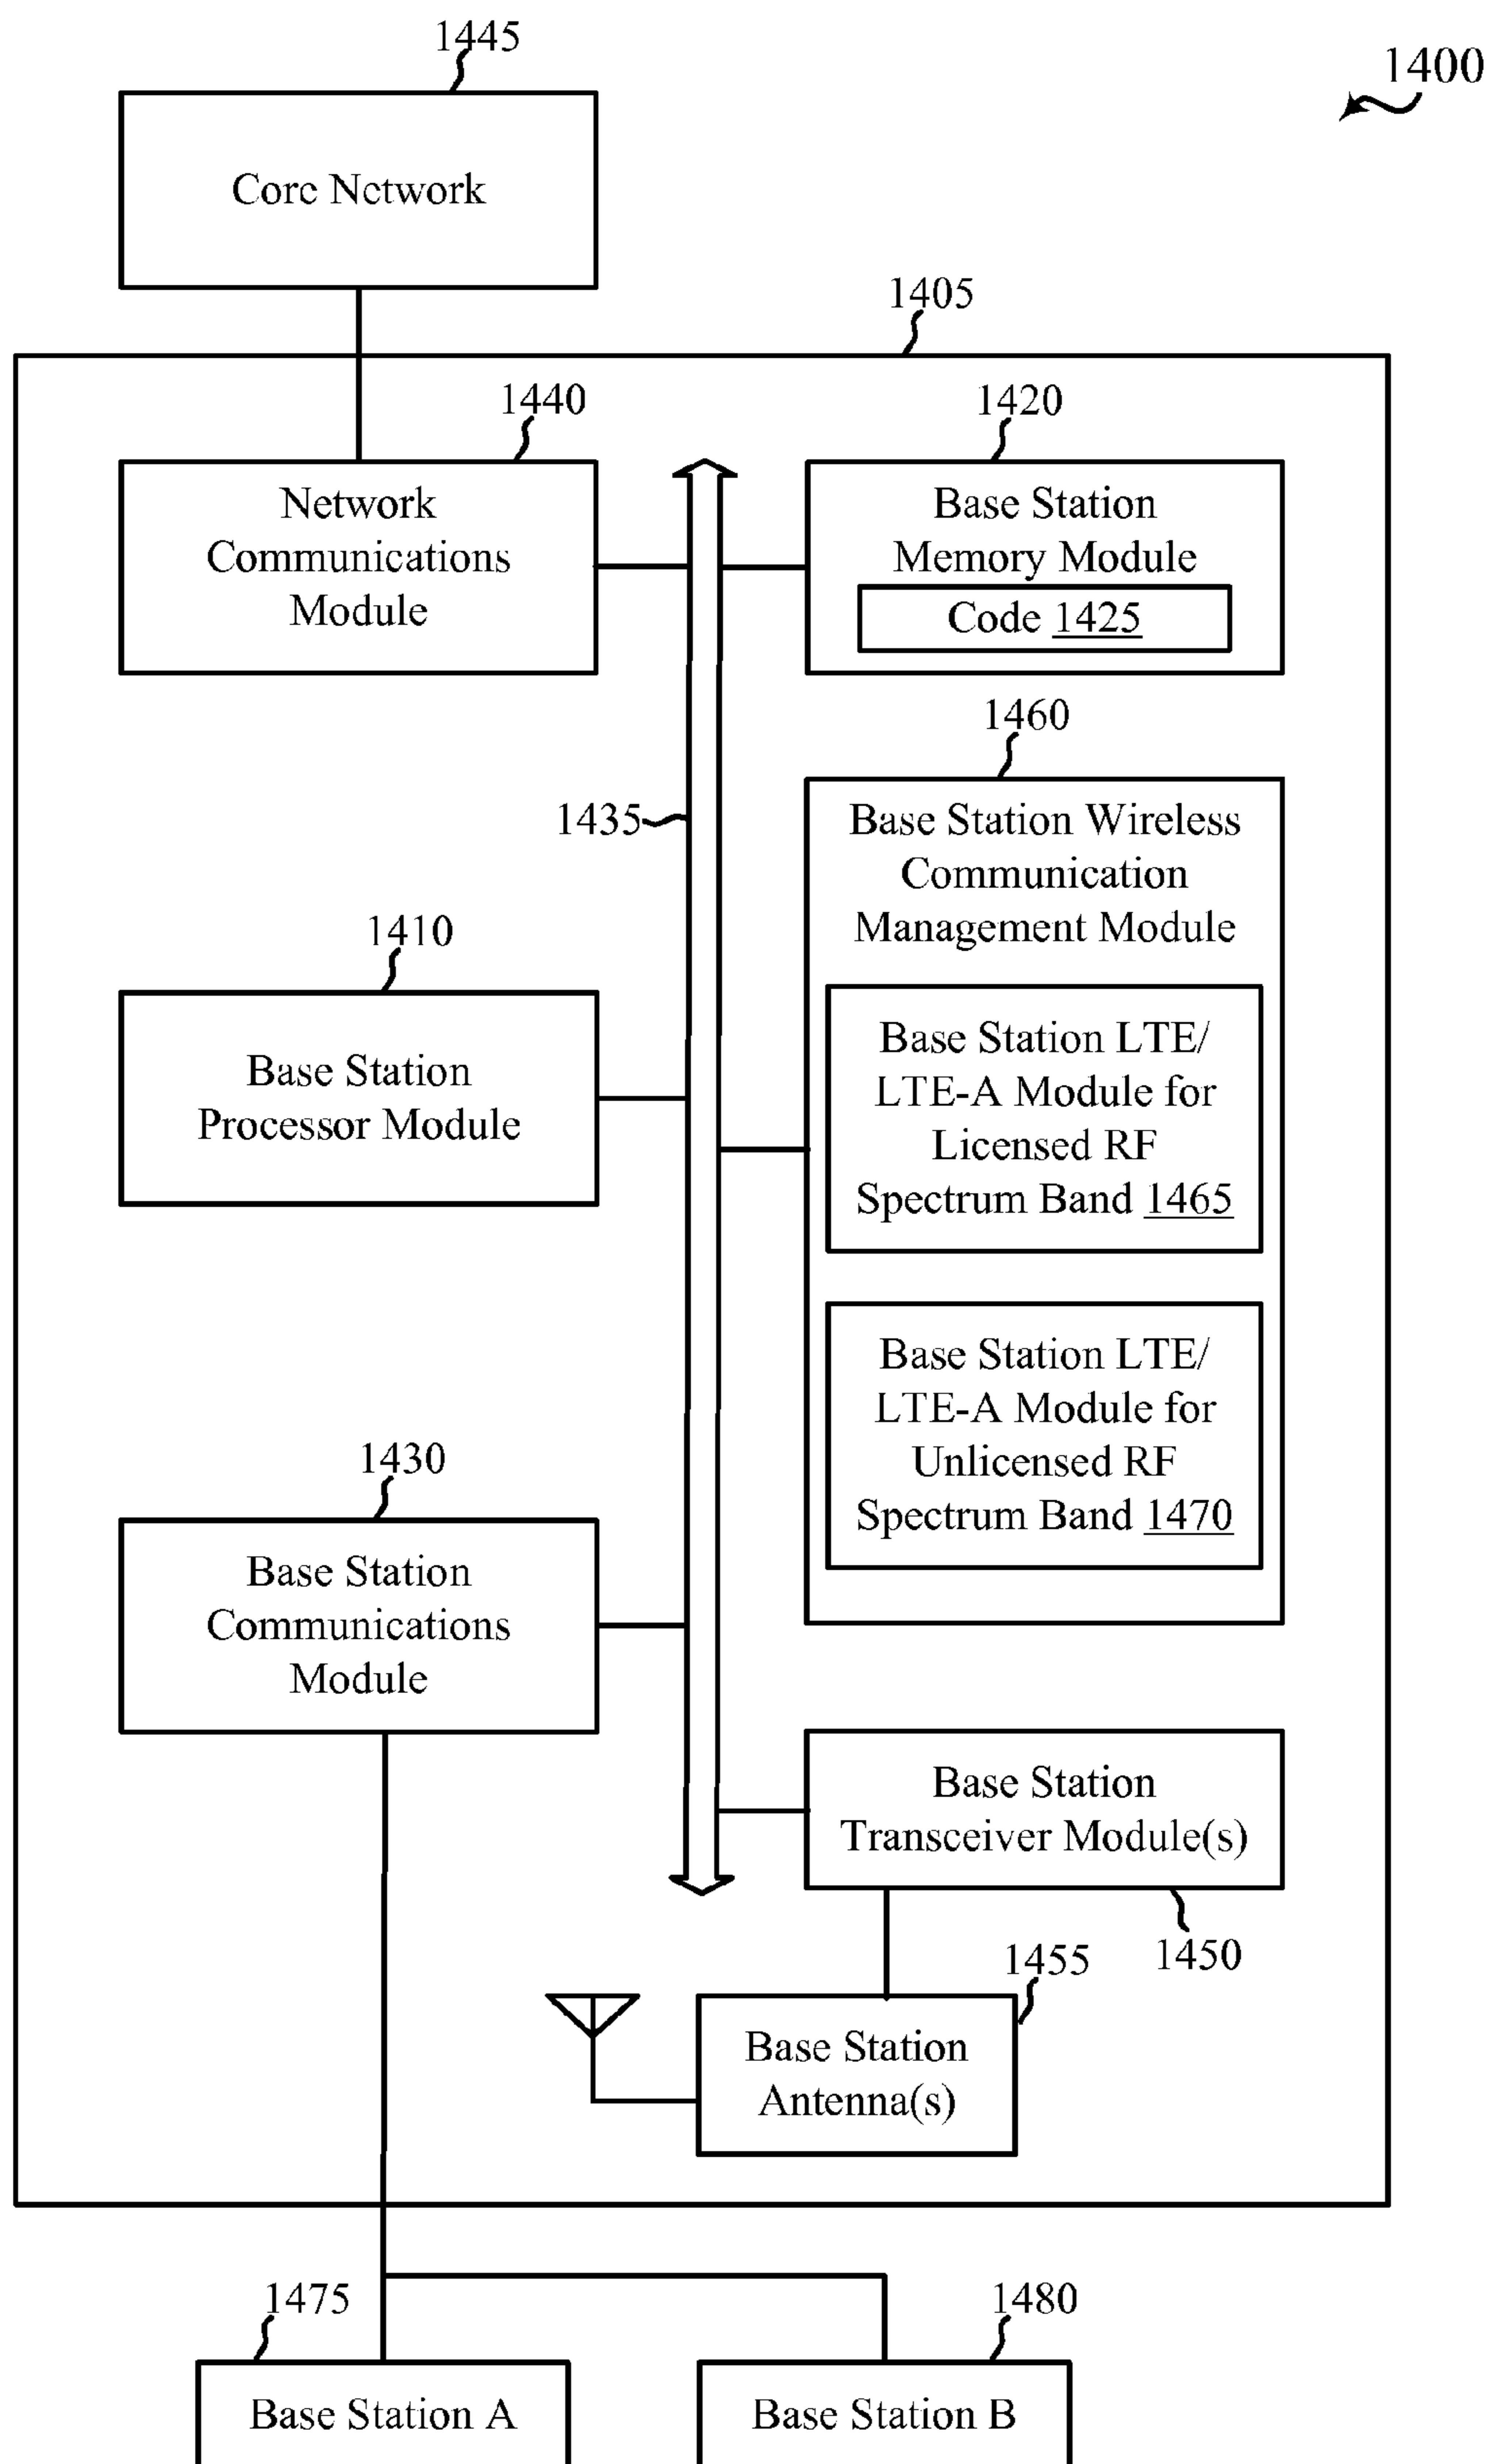 1445
1400
Core Network
1405
1440
1420
Network
Communications
Module
Base Station
Memory Module
Code 1425
1460
1435
Base Station Wireless
Communication
Management Module
1410
Base Station
Processor Module
Base Station LTE/
LTE-A Module for
Licensed RF
Spectrum Band 1465
Base Station LTE/
LTE-A Module for
Unlicensed RF
Spectrum Band 1470
1430
Base Station
Communications
Module
Base Station
Transceiver Module(s)
1450
1455
Base Station
Antenna(s)
1475
1480
Base Station A
Base Station B